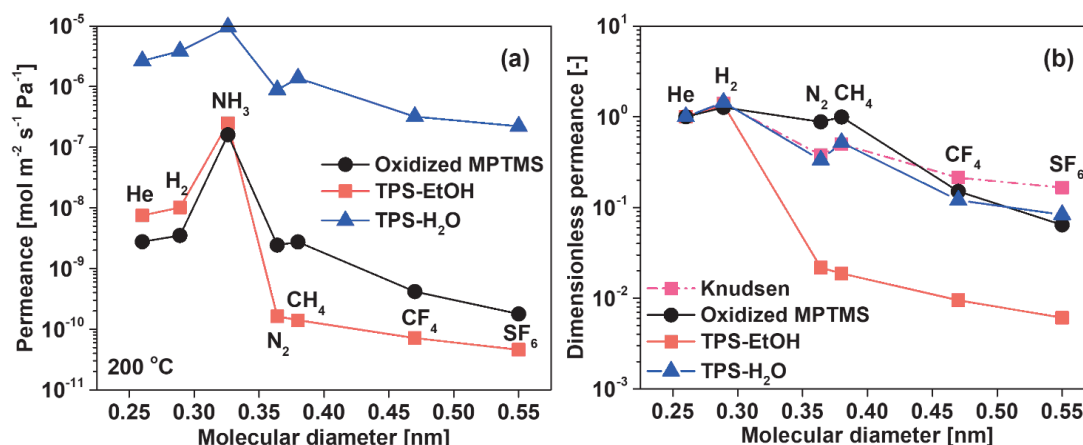 (a)
Permeance [mol m⁻² s⁻¹ Pa⁻¹]
10⁻⁵
10⁻⁶
10⁻⁷
10⁻⁸
10⁻⁹
10⁻¹⁰
10⁻¹¹
NH₃
He
H₂
N₂
CH₄
CF₄
SF₆
Oxidized MPTMS
TPS-EtOH
TPS-H₂O
200 °C
0.25 0.30 0.35 0.40 0.45 0.50 0.55
Molecular diameter [nm]
(b)
Dimensionless permeance [-]
10¹
10⁰
10⁻¹
10⁻²
10⁻³
He
H₂
N₂
CH₄
CF₄
SF₆
Knudsen
Oxidized MPTMS
TPS-EtOH
TPS-H₂O
0.25 0.30 0.35 0.40 0.45 0.50 0.55
Molecular diameter [nm]